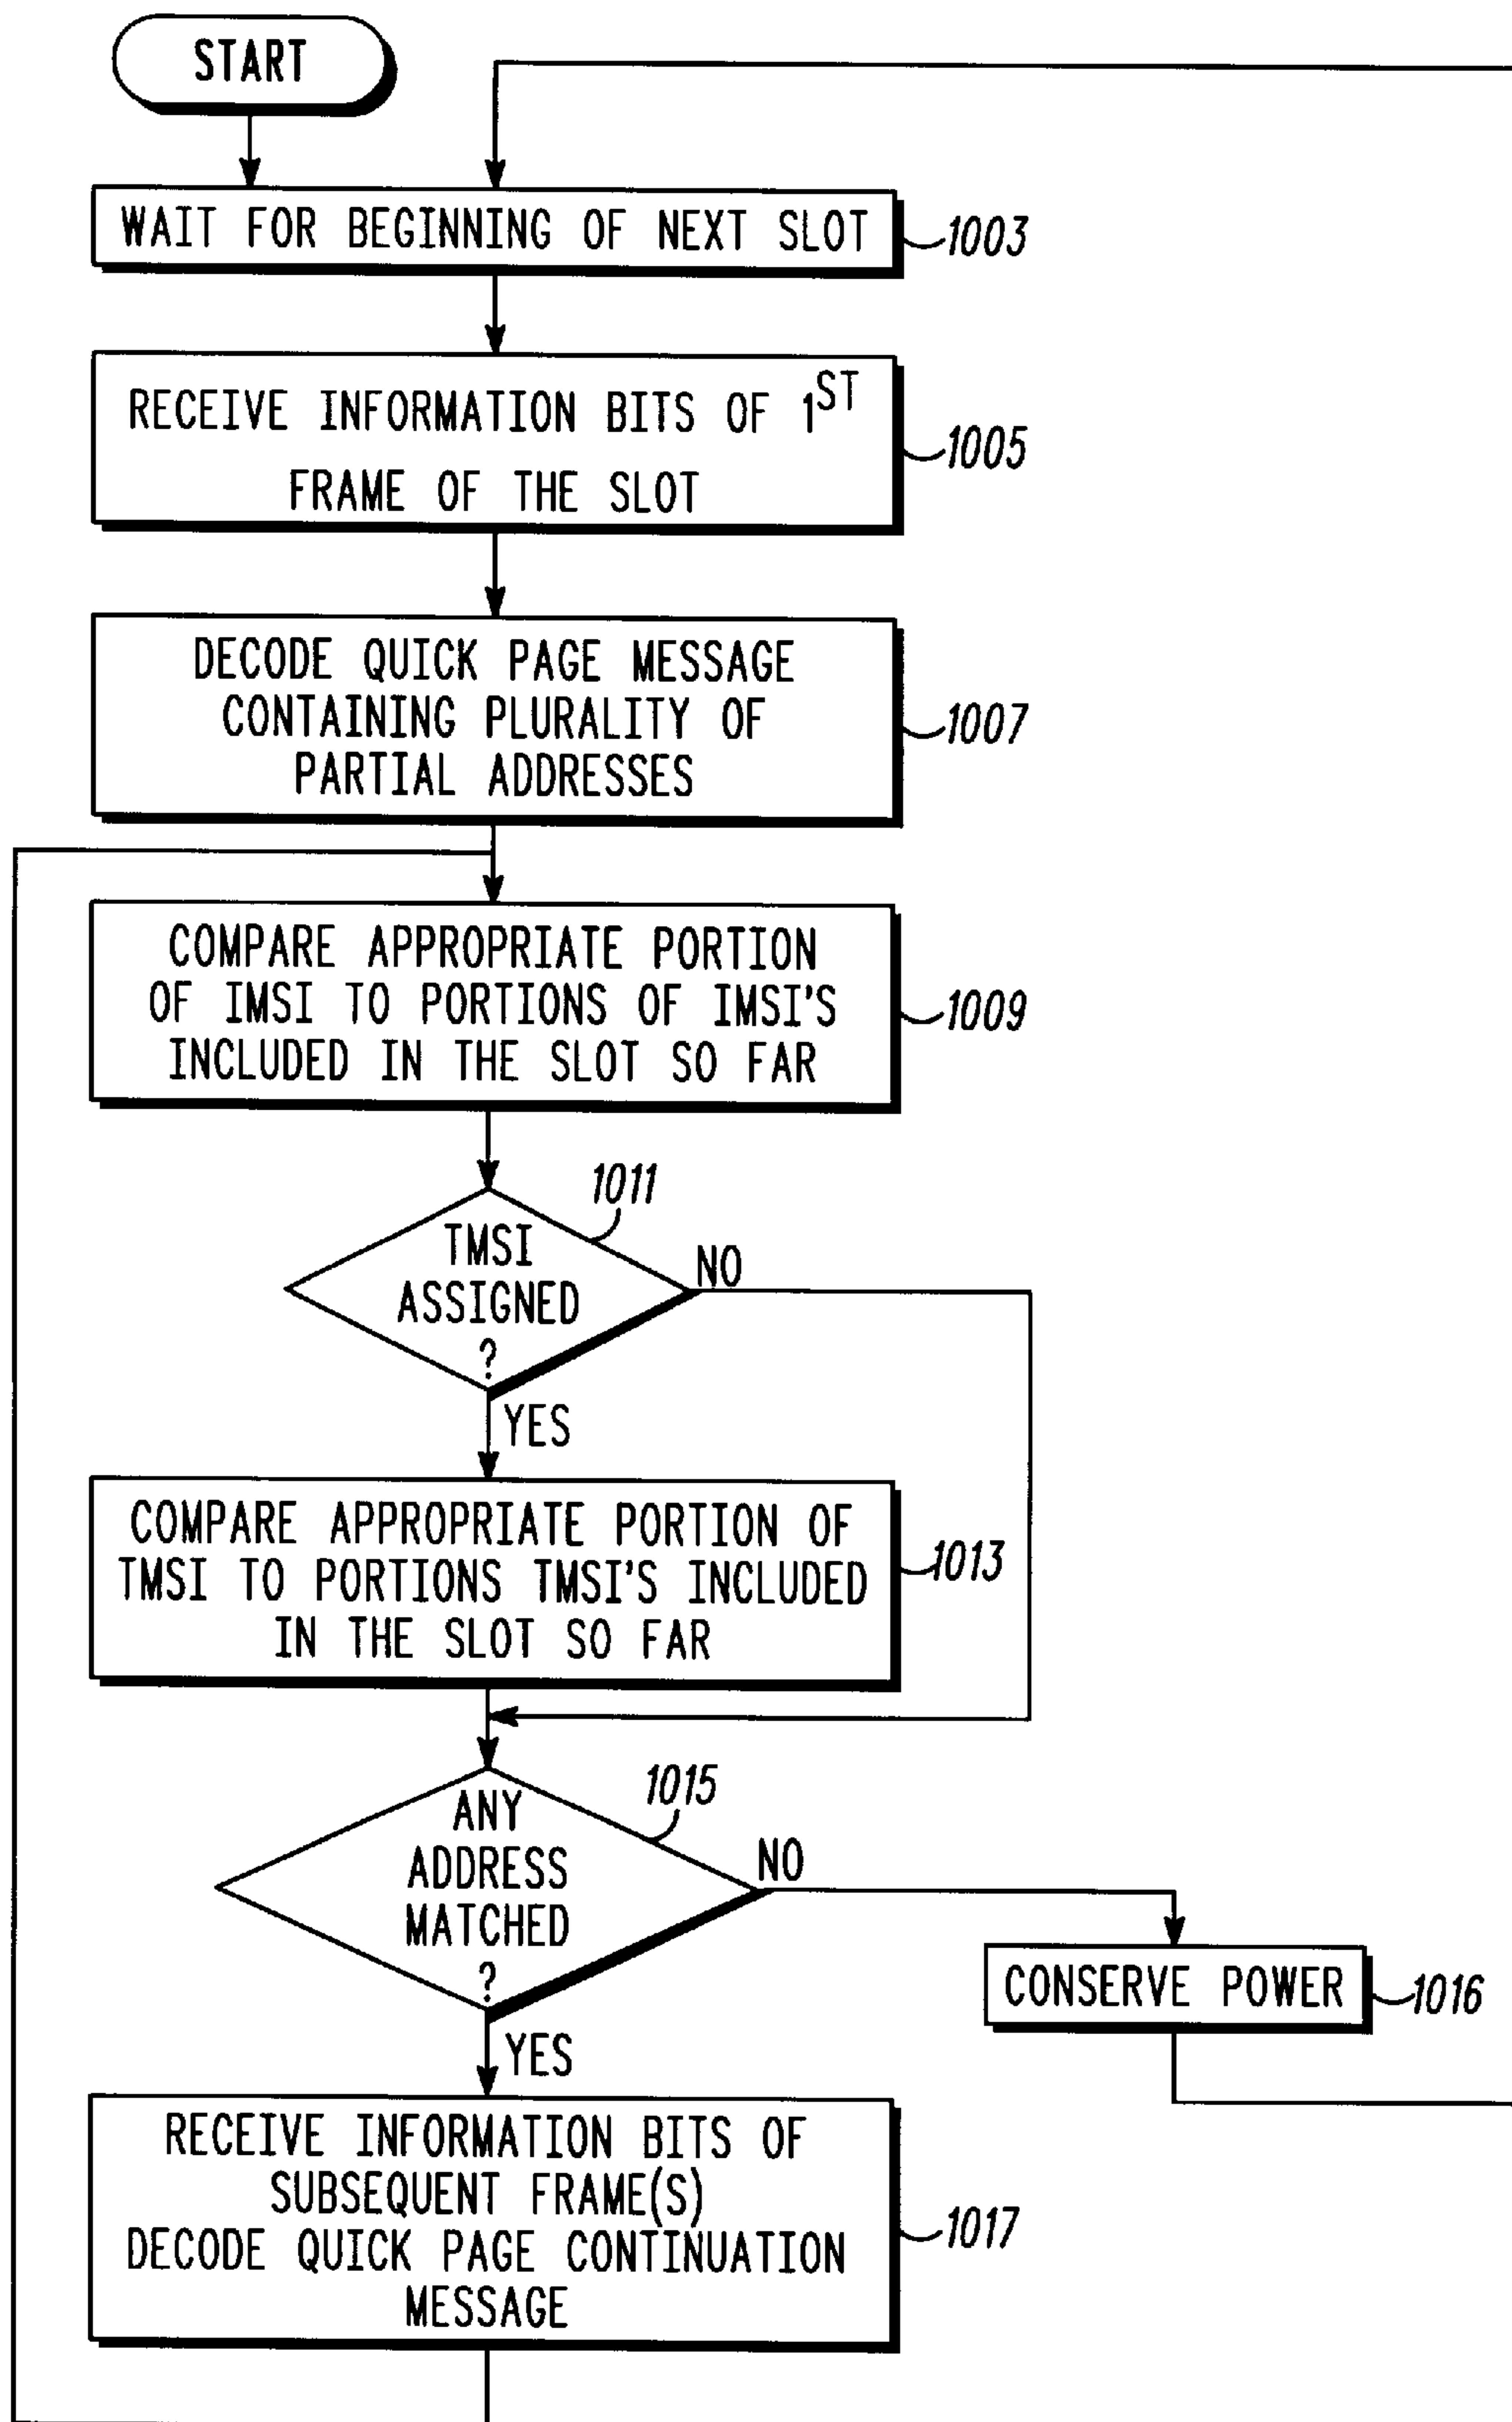 START
WAIT FOR BEGINNING OF NEXT SLOT
1003
RECEIVE INFORMATION BITS OF 1ST
FRAME OF THE SLOT
1005
DECODE QUICK PAGE MESSAGE
CONTAINING PLURALITY OF
PARTIAL ADDRESSES
1007
COMPARE APPROPRIATE PORTION
OF IMSI TO PORTIONS OF IMSI'S
INCLUDED IN THE SLOT SO FAR
1009
1011
TMSI
ASSIGNED
?
NO
YES
COMPARE APPROPRIATE PORTION OF
TMSI TO PORTIONS TMSI'S INCLUDED
IN THE SLOT SO FAR
1013
1015
ANY
ADDRESS
MATCHED
?
NO
CONSERVE POWER
1016
YES
RECEIVE INFORMATION BITS OF
SUBSEQUENT FRAME(S)
DECODE QUICK PAGE CONTINUATION
MESSAGE
1017